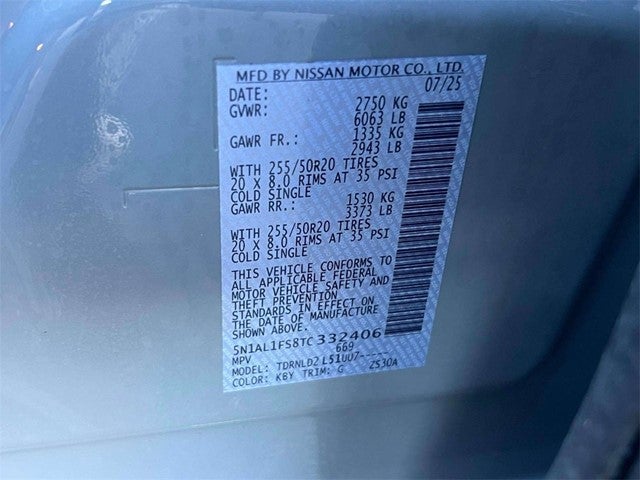 MFD BY NISSAN MOTOR CO., LTD.
DATE: 07/25
GVWR: 2750 KG
6063 LB
GAWR FR.: 1335 KG
2943 LB
WITH 255/50R20 TIRES
20 X 8.0 RIMS AT 35 PSI
COLD SINGLE
GAWR RR.: 1530 KG
3373 LB
WITH 255/50R20 TIRES
20 X 8.0 RIMS AT 35 PSI
COLD SINGLE
THIS VEHICLE CONFORMS TO
ALL APPLICABLE FEDERAL
MOTOR VEHICLE SAFETY AND
THEFT PREVENTION
STANDARDS IN EFFECT ON
THE DATE OF MANUFACTURE
SHOWN ABOVE.
5N1AL1FS8TC332406
MPV 669
MODEL: TDRNLD2 L51UU7----
COLOR: KBY TRIM: G ZS30A